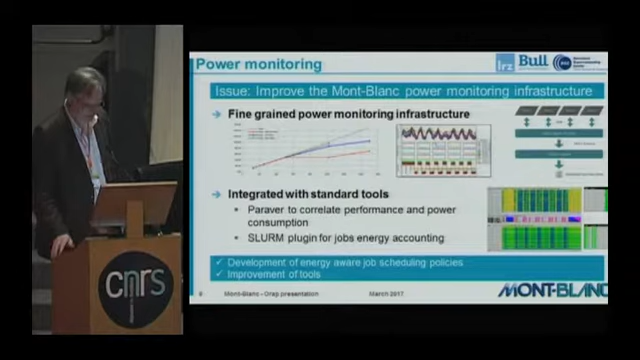 Power monitoring
lrz
Bull
Issue: Improve the Mont-Blanc power monitoring infrastructure
Fine grained power monitoring infrastructure
Integrated with standard tools
Paraver to correlate performance and power
consumption
SLURM plugin for jobs energy accounting
Development of energy aware job scheduling policies
Improvement of tools
Mont-Blanc - Orap presentation
March 2017
MONT-BLANC
cnrs